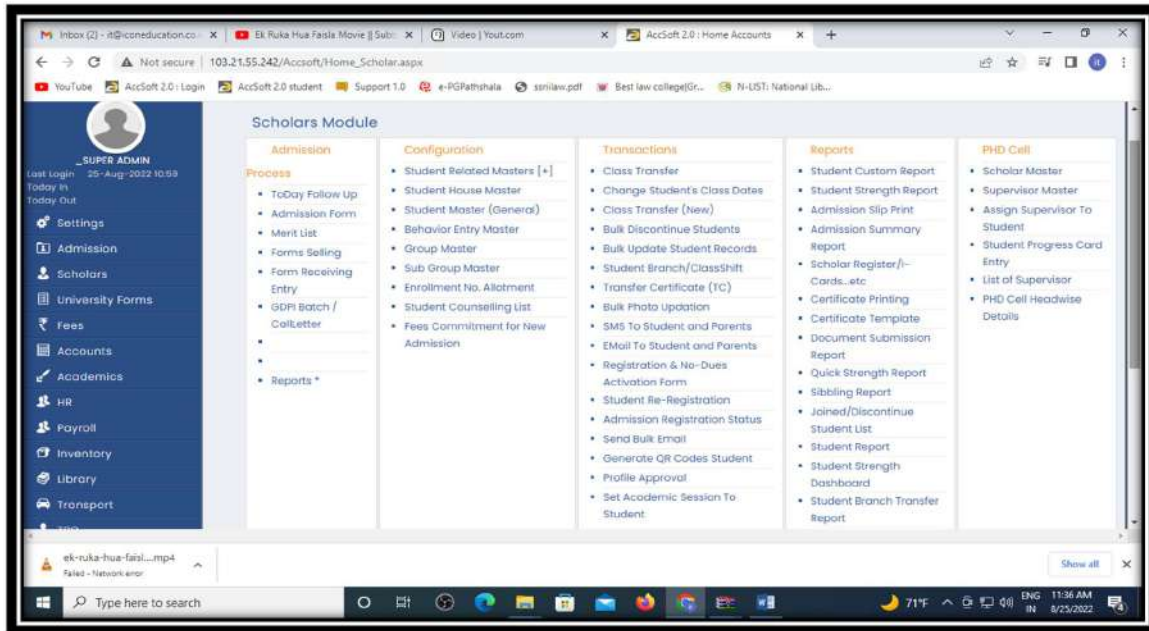 Inbox (2) - it@iconeducation.co
Ek Ruka Hua Faisla Movie || Subt
Video | Yout.com
AccSoft 2.0 : Home Accounts
Not secure | 103.21.55.242/Accsoft/Home_Scholar.aspx
YouTube
AccSoft 2.0 : Login
AccSoft 2.0 student
Support 1.0
e-PGPathshala
ssrilaw.pdf
Best law college|Gr...
N-LIST: National Lib...
_SUPER ADMIN
Last Login 25-Aug-2022 10:59
Today In
Today Out
Settings
Admission
Scholars
University Forms
Fees
Accounts
Academics
HR
Payroll
Inventory
Library
Transport
Scholars Module
Admission
Process
ToDay Follow Up
Admission Form
Merit List
Forms Selling
Form Receiving
Entry
GDPI Batch /
CallLetter
Reports *
Configuration
Student Related Masters [+]
Student House Master
Student Master (General)
Behavior Entry Master
Group Master
Sub Group Master
Enrollment No. Allotment
Student Counselling List
Fees Commitment for New
Admission
Transactions
Class Transfer
Change Student's Class Dates
Class Transfer (New)
Bulk Discontinue Students
Bulk Update Student Records
Student Branch/ClassShift
Transfer Certificate (TC)
Bulk Photo Updation
SMS To Student and Parents
EMail To Student and Parents
Registration & No-Dues
Activation Form
Student Re-Registration
Admission Registration Status
Send Bulk Email
Generate QR Codes Student
Profile Approval
Set Academic Session To
Student
Reports
Student Custom Report
Student Strength Report
Admission Slip Print
Admission Summary
Report
Scholar Register/I-
Cards...etc
Certificate Printing
Certificate Template
Document Submission
Report
Quick Strength Report
Sibbling Report
Joined/Discontinue
Student List
Student Report
Student Strength
Dashboard
Student Branch Transfer
Report
PHD Cell
Scholar Master
Supervisor Master
Assign Supervisor To
Student
Student Progress Card
Entry
List of Supervisor
PHD Cell Headwise
Details
ek-ruka-hua-faisl....mp4
Failed - Network error
Show all
Type here to search
71°F
ENG
IN
11:36 AM
8/25/2022